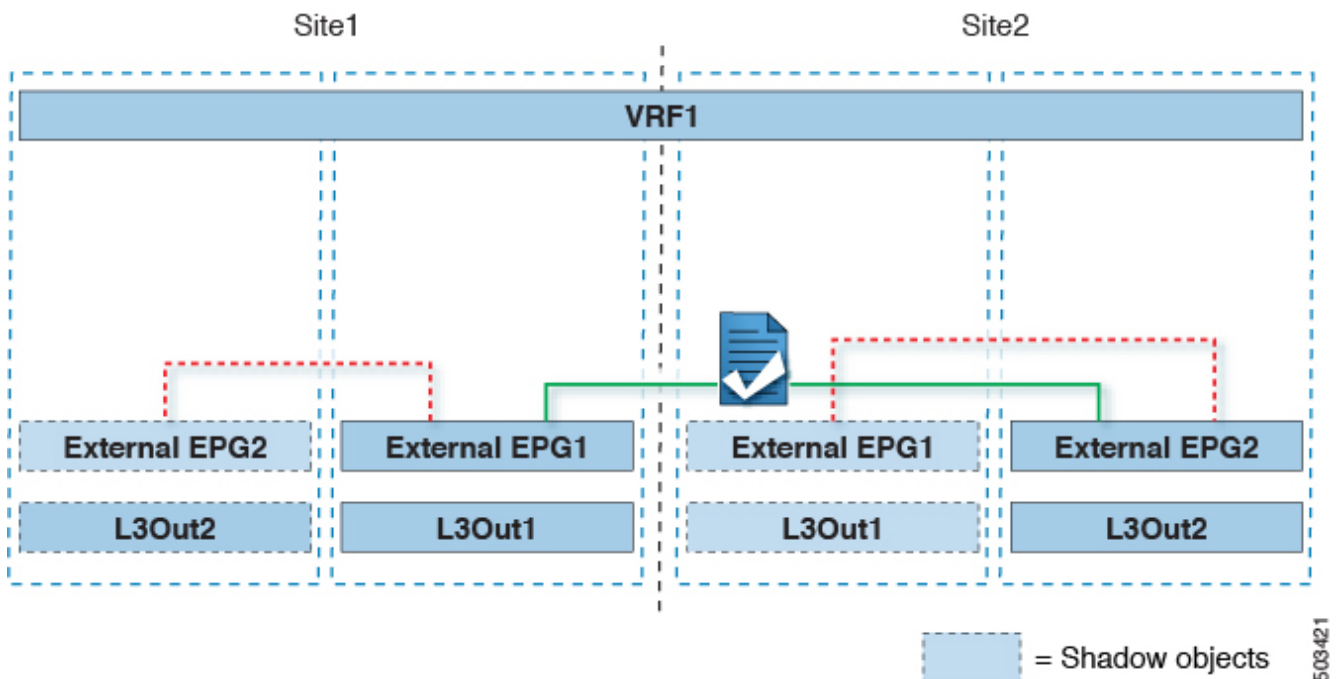 Site1
Site2
VRF1
External EPG2
External EPG1
External EPG1
External EPG2
L3Out2
L3Out1
L3Out1
L3Out2
= Shadow objects
503421